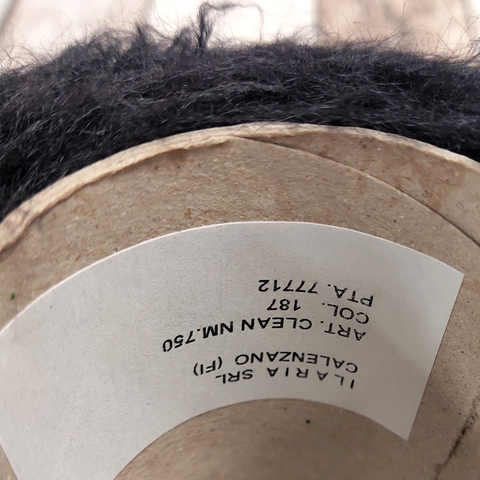 ILARIA SRL
CALENZANO (FI)
ART. CLEAN NM.750
COL. 187
PTA. 77712